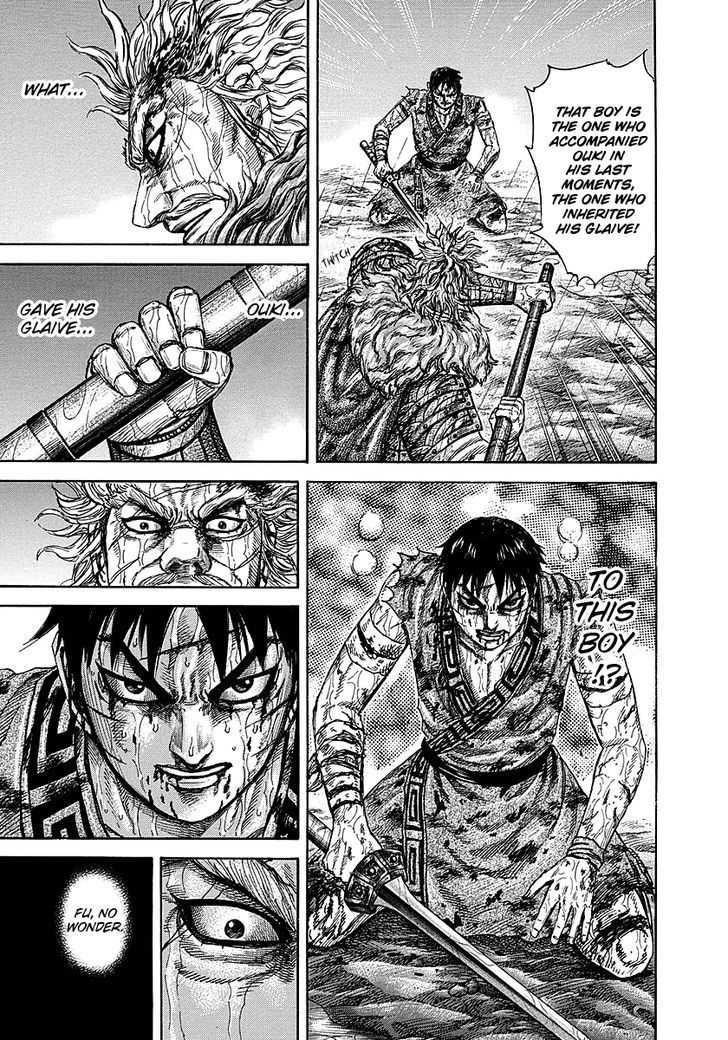 THAT BOY IS
THE ONE WHO
ACCOMPANIED
OUKI IN
HIS LAST
MOMENTS,
THE ONE WHO
INHERITED
HIS GLAIVE!
TWITCH
WHAT...
OUKI...
GAVE HIS
GLAIVE...
TO
THIS
BOY
!?
FU, NO
WONDER.